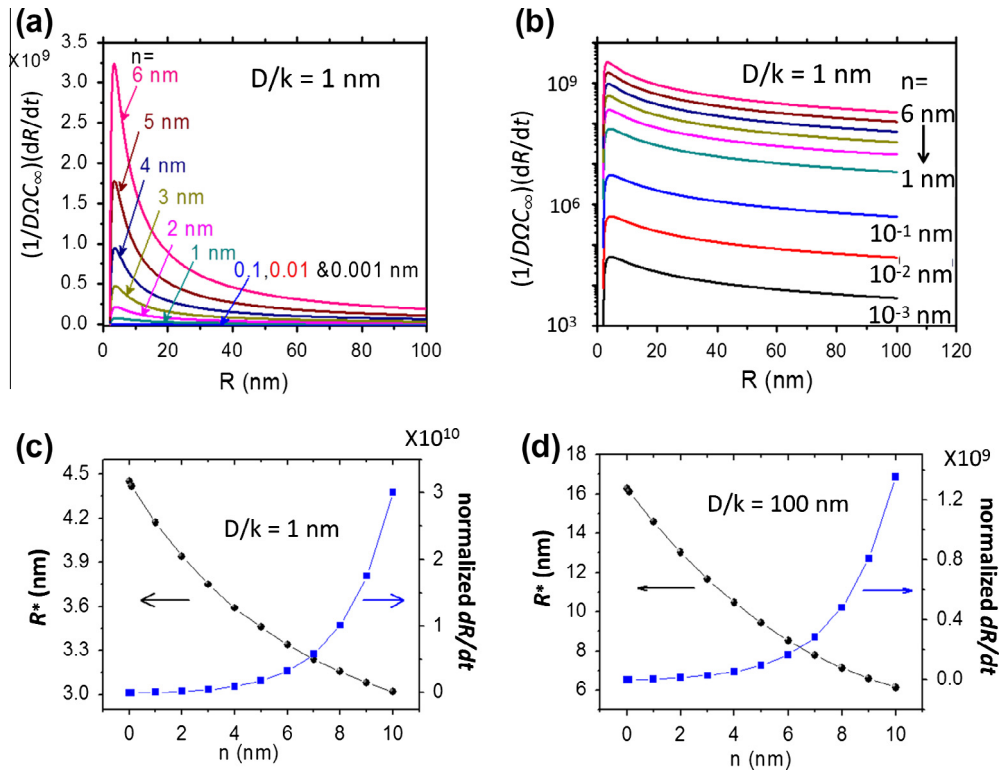 (a)
X10⁹
3.5
3.0
2.5
2.0
1.5
1.0
0.5
0.0
(1/DΩC∞)(dR/dt)
n=
6 nm
D/k = 1 nm
5 nm
4 nm
3 nm
2 nm
1 nm
0.1,0.01 &0.001 nm
0 20 40 60 80 100
R (nm)
(b)
10⁹
10⁶
10³
(1/DΩC∞)(dR/dt)
D/k = 1 nm
n=
6 nm
1 nm
10⁻¹ nm
10⁻² nm
10⁻³ nm
0 20 40 60 80 100 120
R (nm)
(c)
X10¹⁰
4.5
4.2
3.9
3.6
3.3
3.0
R* (nm)
D/k = 1 nm
3
2
1
0
normalized dR/dt
0 2 4 6 8 10
n (nm)
(d)
X10⁹
18
16
14
12
10
8
6
R* (nm)
D/k = 100 nm
1.2
0.8
0.4
0.0
normalized dR/dt
0 2 4 6 8 10
n (nm)